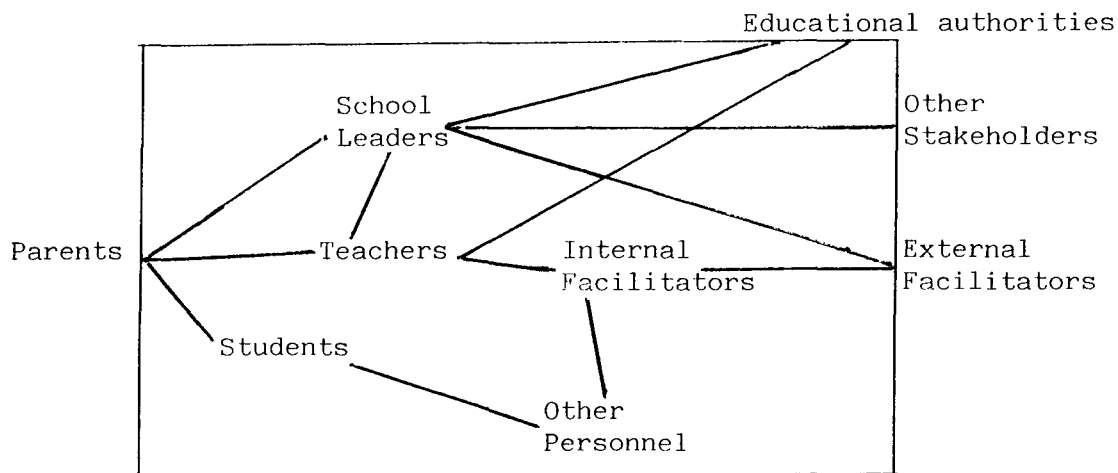 Educational authorities
School
Leaders
Other
Stakeholders
Parents
Teachers
Internal
Facilitators
External
Facilitators
Students
Other
Personnel